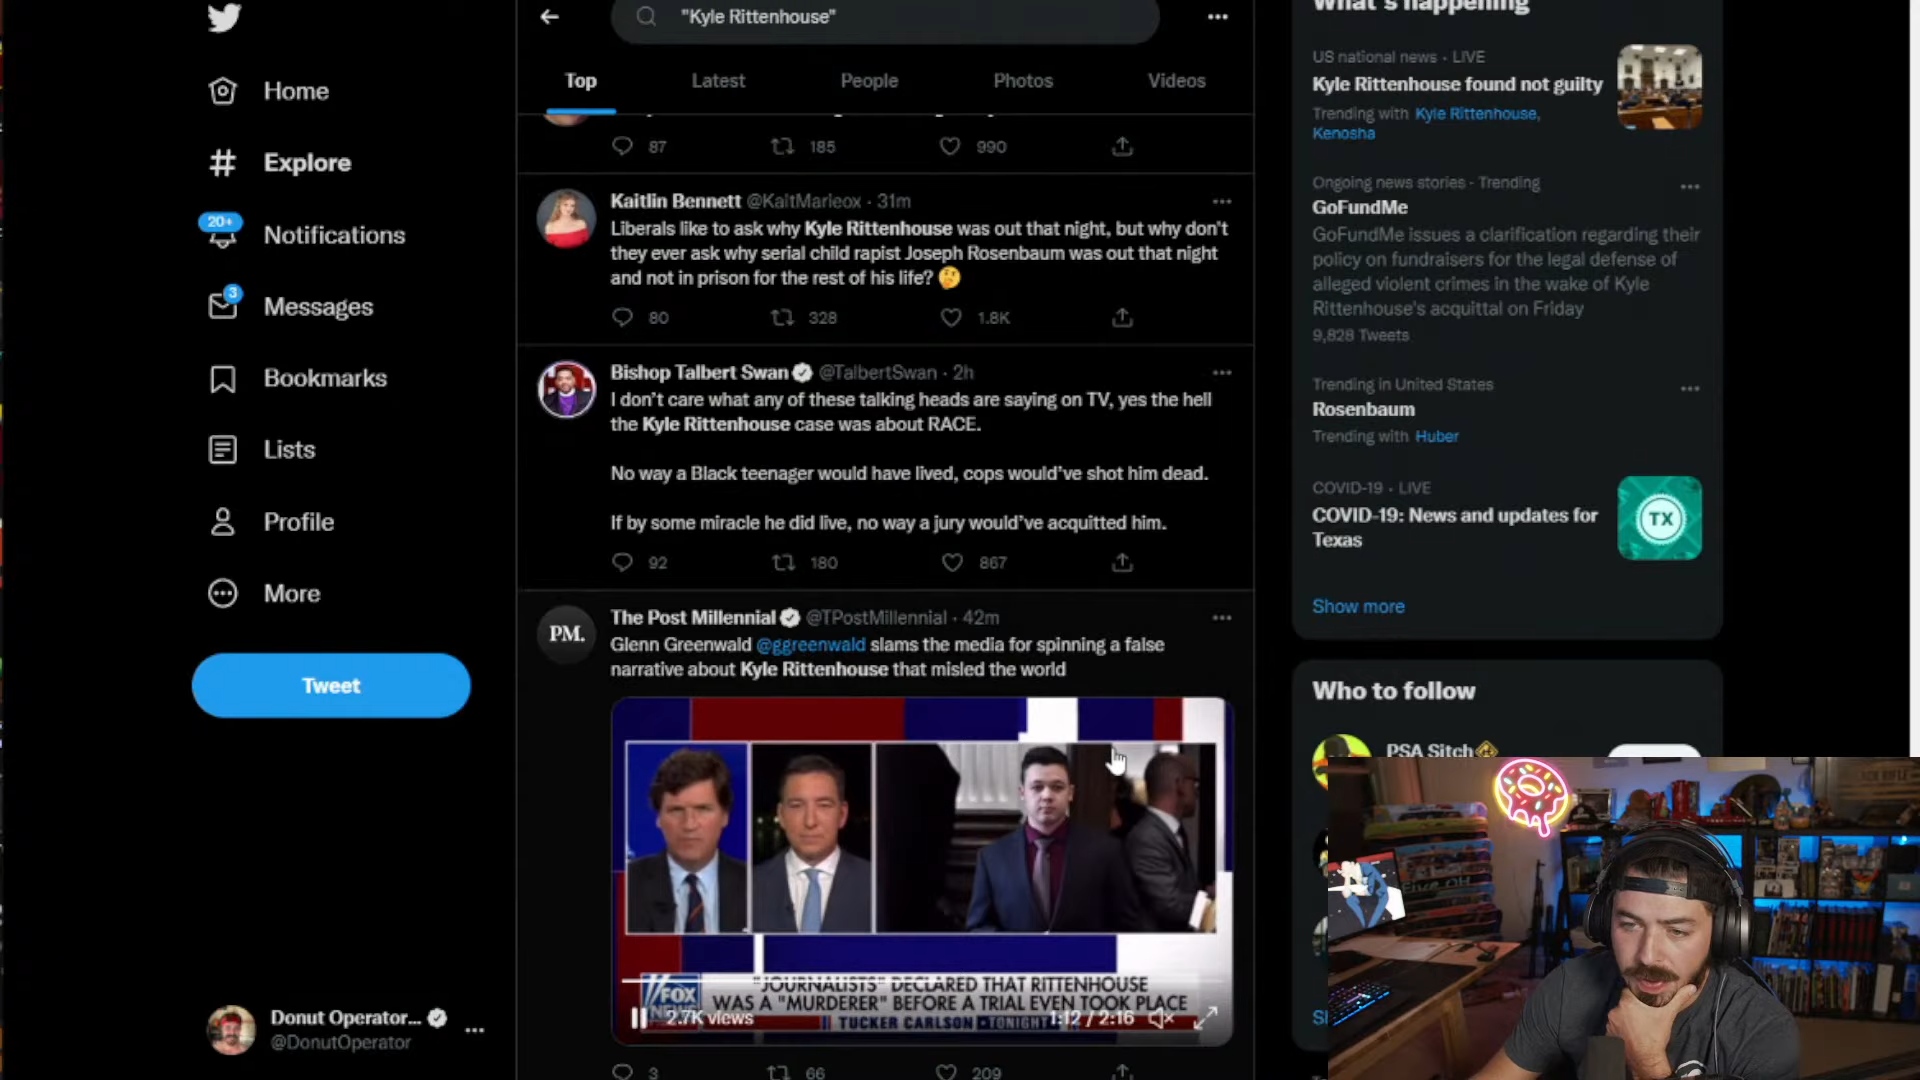 "Kyle Rittenhouse"
Top
Latest
People
Photos
Videos
Home
Explore
20+
Notifications
3
Messages
Bookmarks
Lists
Profile
More
Tweet
Donut Operator...
@DonutOperator
87
185
990
Kaitlin Bennett @KaitMarieox · 31m
Liberals like to ask why Kyle Rittenhouse was out that night, but why don't
they ever ask why serial child rapist Joseph Rosenbaum was out that night
and not in prison for the rest of his life? 🤔
80
328
1.8K
Bishop Talbert Swan @TalbertSwan · 2h
I don't care what any of these talking heads are saying on TV, yes the hell
the Kyle Rittenhouse case was about RACE.
No way a Black teenager would have lived, cops would've shot him dead.
If by some miracle he did live, no way a jury would've acquitted him.
92
180
867
PM.
The Post Millennial @TPostMillennial · 42m
Glenn Greenwald @ggreenwald slams the media for spinning a false
narrative about Kyle Rittenhouse that misled the world
"JOURNALISTS" DECLARED THAT RITTENHOUSE
WAS A "MURDERER" BEFORE A TRIAL EVEN TOOK PLACE
FOX
NEWS
TUCKER CARLSON TONIGHT
2.7K views
1:12 / 2:16
3
66
209
What's happening
US national news · LIVE
Kyle Rittenhouse found not guilty
Trending with Kyle Rittenhouse,
Kenosha
Ongoing news stories · Trending
GoFundMe
GoFundMe issues a clarification regarding their
policy on fundraisers for the legal defense of
alleged violent crimes in the wake of Kyle
Rittenhouse's acquittal on Friday
9,828 Tweets
Trending in United States
Rosenbaum
Trending with Huber
COVID-19 · LIVE
COVID-19: News and updates for
Texas
TX
Show more
Who to follow
PSA Sitch